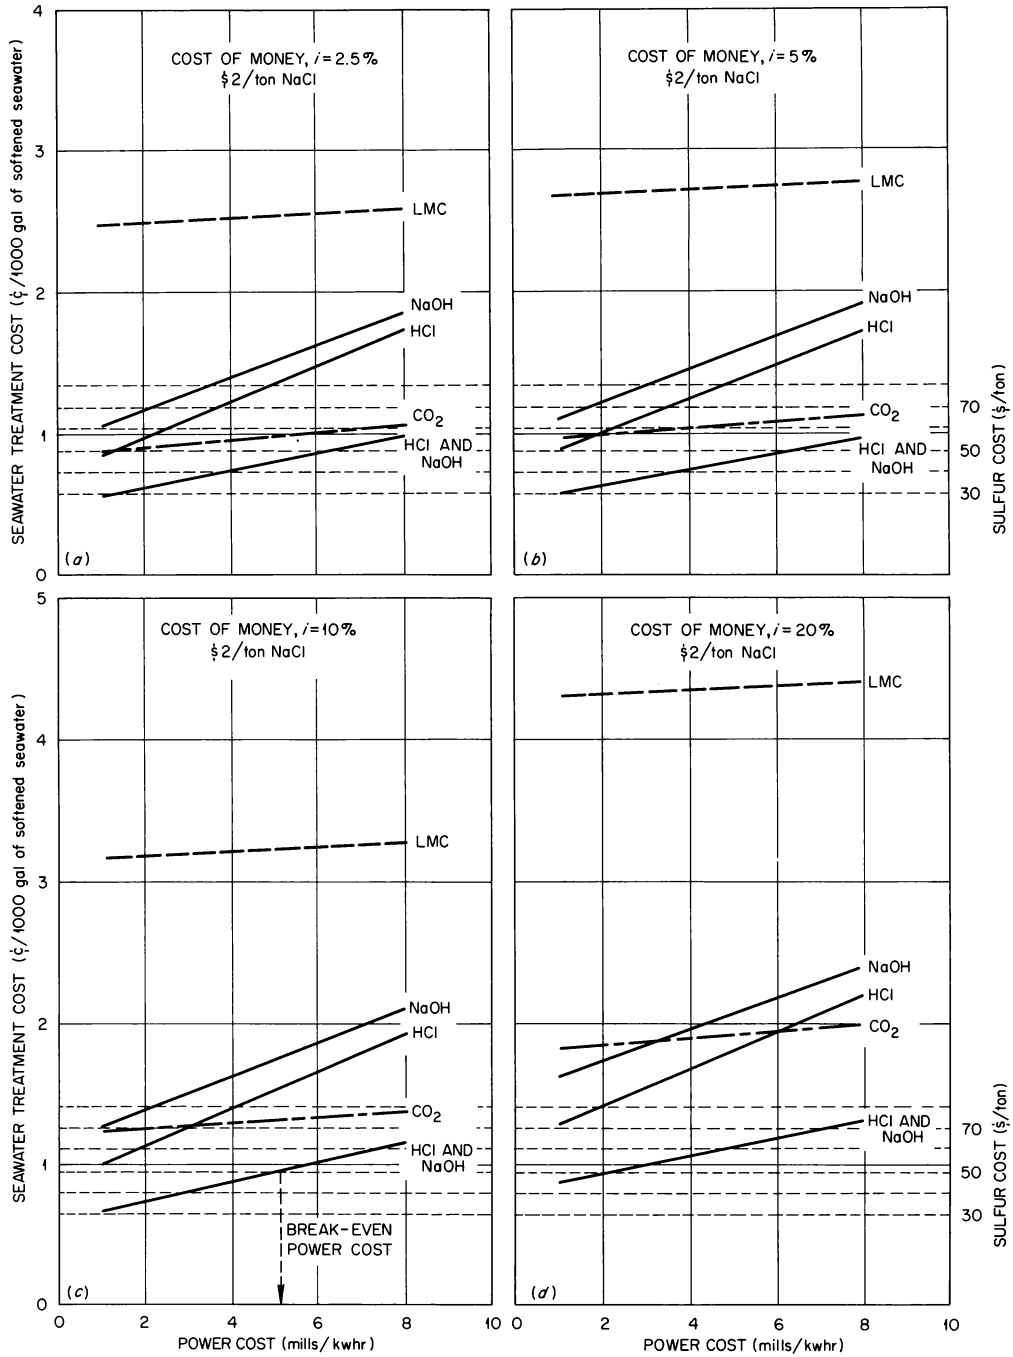 SEAWATER TREATMENT COST (¢/1000 gal of softened seawater)
4
3
2
1
0
COST OF MONEY, i = 2.5%
$2/ton NaCl
LMC
NaOH
HCl
CO2
HCl AND
NaOH
(a)
COST OF MONEY, i = 5%
$2/ton NaCl
LMC
NaOH
HCl
CO2
HCl AND
NaOH
(b)
70
50
30
SULFUR COST ($/ton)
SEAWATER TREATMENT COST (¢/1000 gal of softened seawater)
5
4
3
2
1
0
COST OF MONEY, i = 10%
$2/ton NaCl
LMC
NaOH
HCl
CO2
HCl AND
NaOH
BREAK-EVEN
POWER COST
(c)
0 2 4 6 8 10
POWER COST (mills/kwhr)
COST OF MONEY, i = 20%
$2/ton NaCl
LMC
NaOH
HCl
CO2
HCl AND
NaOH
(d)
70
50
30
SULFUR COST ($/ton)
0 2 4 6 8 10
POWER COST (mills/kwhr)